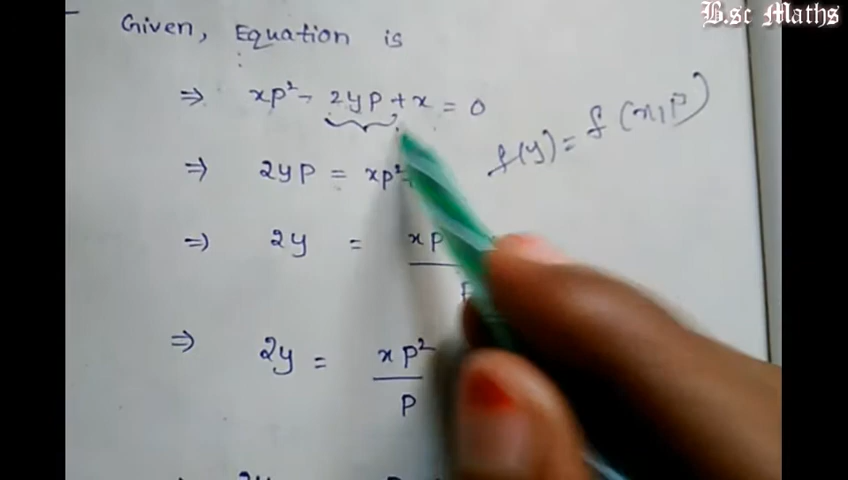 B.sc Maths
Given, Equation is
⇒ xp² - 2yp + x = 0
f(y) = f(x,p)
⇒ 2yp = xp²
⇒ 2y = xp
⇒ 2y = xp² / p